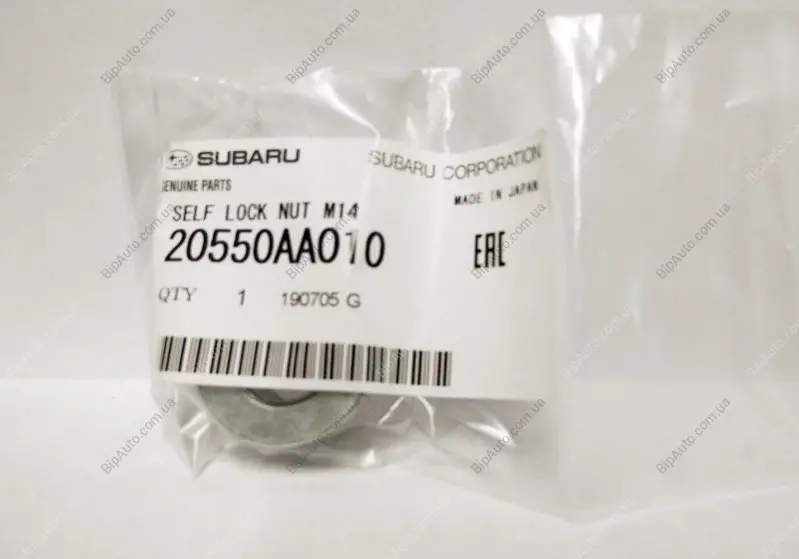 SUBARU
SUBARU CORPORATION
GENUINE PARTS
MADE IN JAPAN
SELF LOCK NUT M14
20550AA010
EAC
QTY 1 190705 G
BipAuto.com.ua